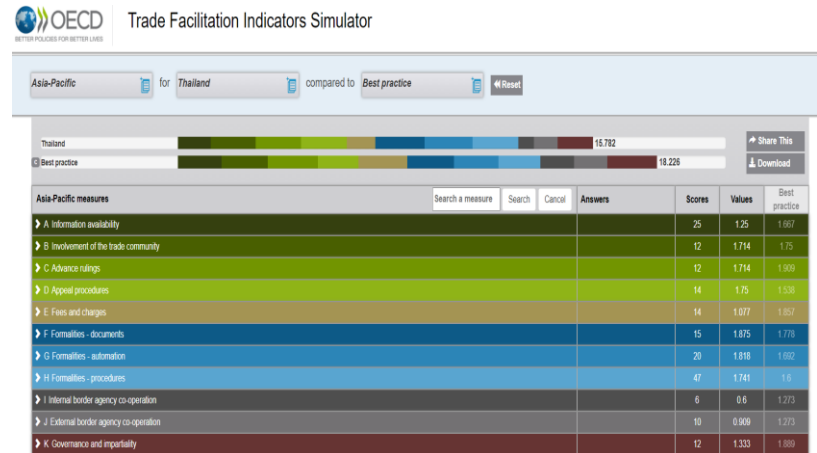 OECD Trade Facilitation Indicators Simulator
BETTER POLICIES FOR BETTER LIVES
Asia-Pacific for Thailand compared to Best practice Reset
Thailand 15.782 Share This
C Best practice 18.226 Download
Asia-Pacific measures Search a measure Search Cancel Answers Scores Values Best practice
A Information availability 25 1.25 1.667
B Involvement of the trade community 12 1.714 1.75
C Advance rulings 12 1.714 1.909
D Appeal procedures 14 1.75 1.538
E Fees and charges 14 1.077 1.857
F Formalities - documents 15 1.875 1.778
G Formalities - automation 20 1.818 1.692
H Formalities - procedures 47 1.741 1.6
I Internal border agency co-operation 6 0.6 1.273
J External border agency co-operation 10 0.909 1.273
K Governance and impartiality 12 1.333 1.889